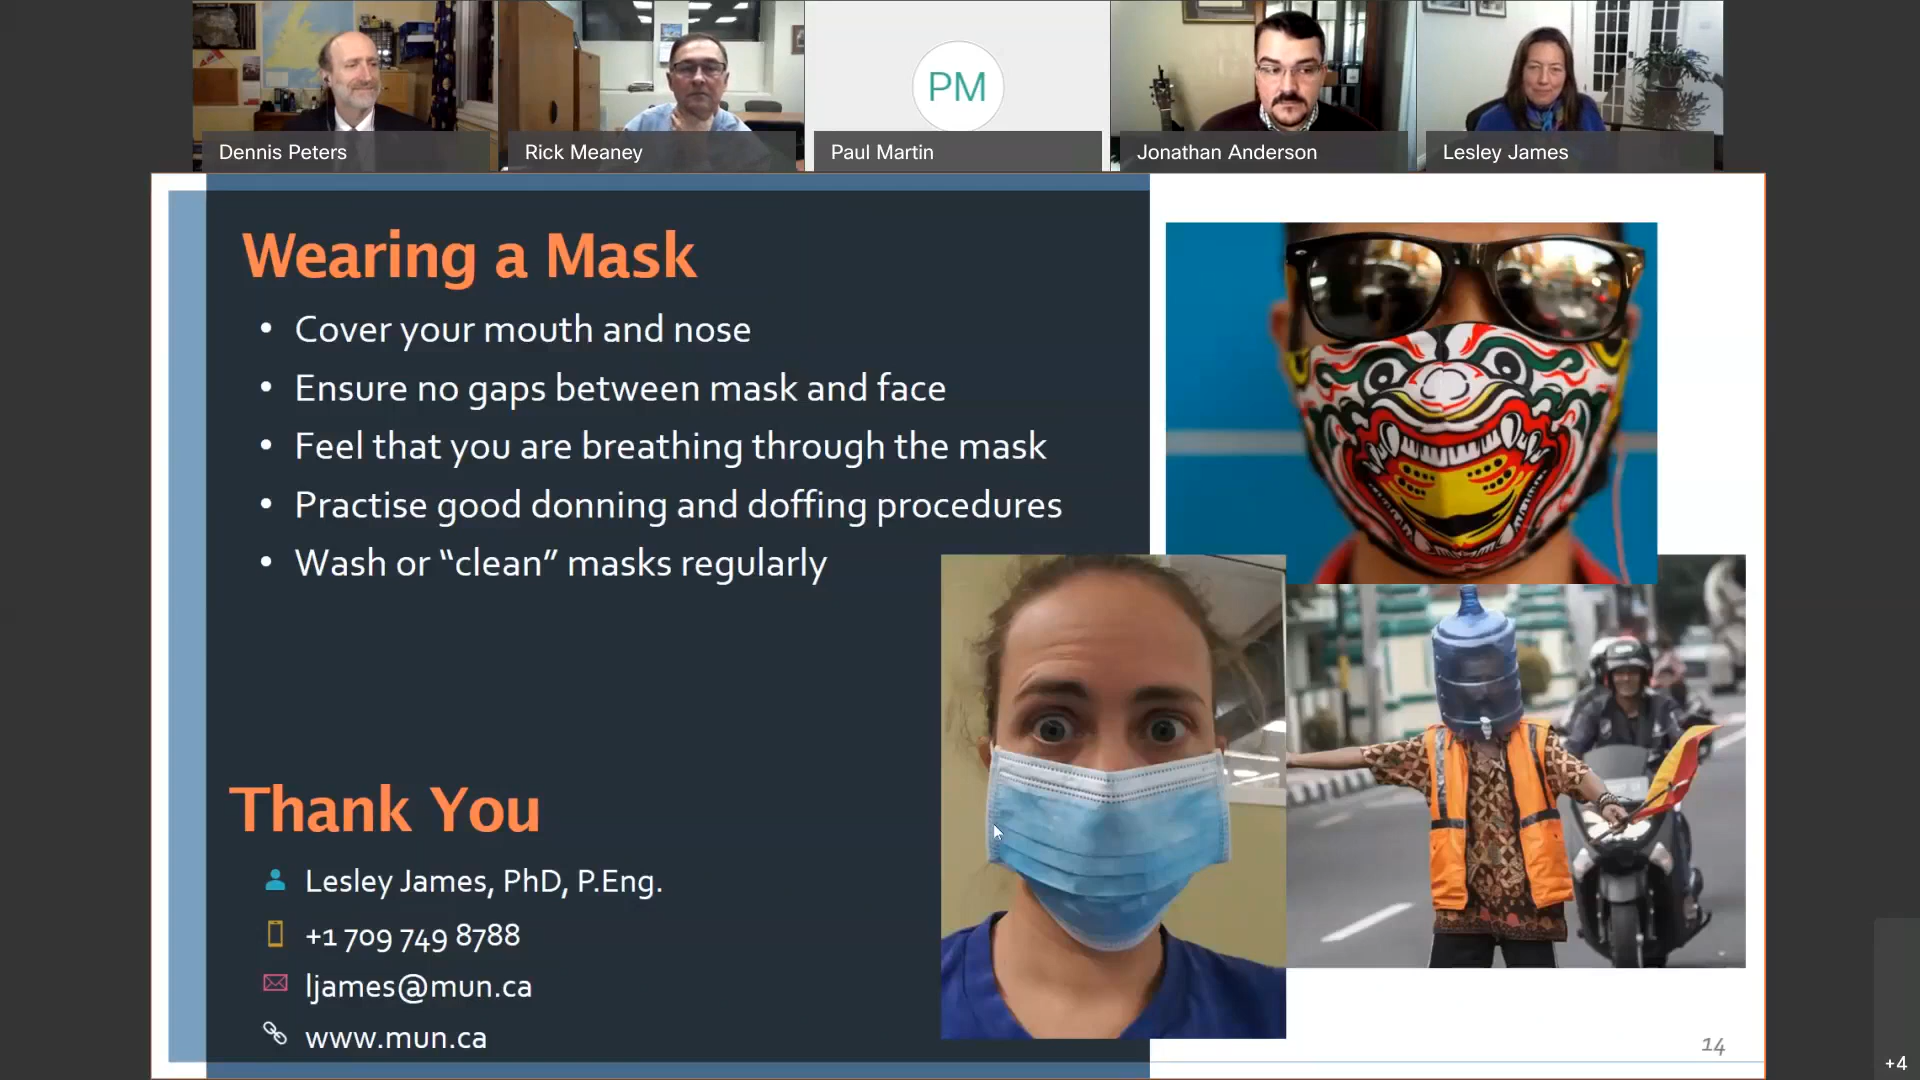 Dennis Peters
Rick Meaney
PM
Paul Martin
Jonathan Anderson
Lesley James
Wearing a Mask
• Cover your mouth and nose
• Ensure no gaps between mask and face
• Feel that you are breathing through the mask
• Practise good donning and doffing procedures
• Wash or “clean” masks regularly
Thank You
Lesley James, PhD, P.Eng.
+1 709 749 8788
ljames@mun.ca
www.mun.ca
14
+4